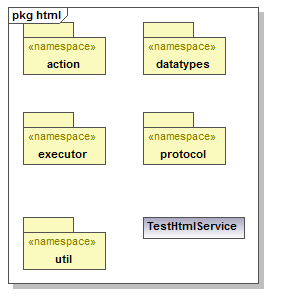 pkg html
«namespace»
action
«namespace»
datatypes
«namespace»
executor
«namespace»
protocol
«namespace»
util
TestHtmlService